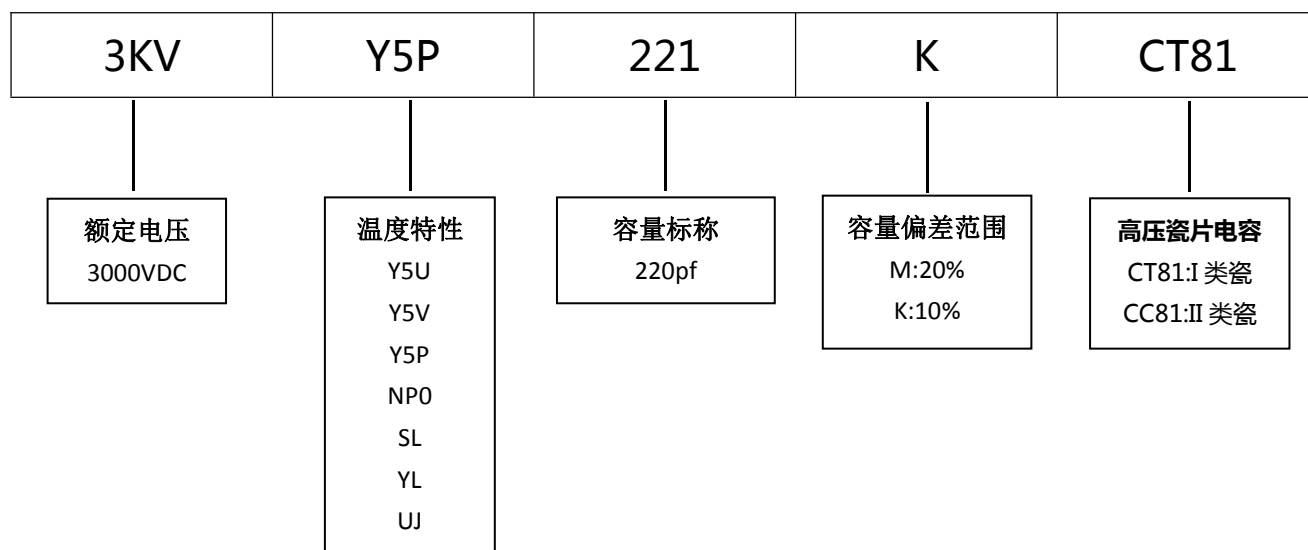 3KV Y5P 221 K CT81
额定电压
3000VDC
温度特性
Y5U
Y5V
Y5P
NP0
SL
YL
UJ
容量标称
220pf
容量偏差范围
M:20%
K:10%
高压瓷片电容
CT81:I 类瓷
CC81:II 类瓷